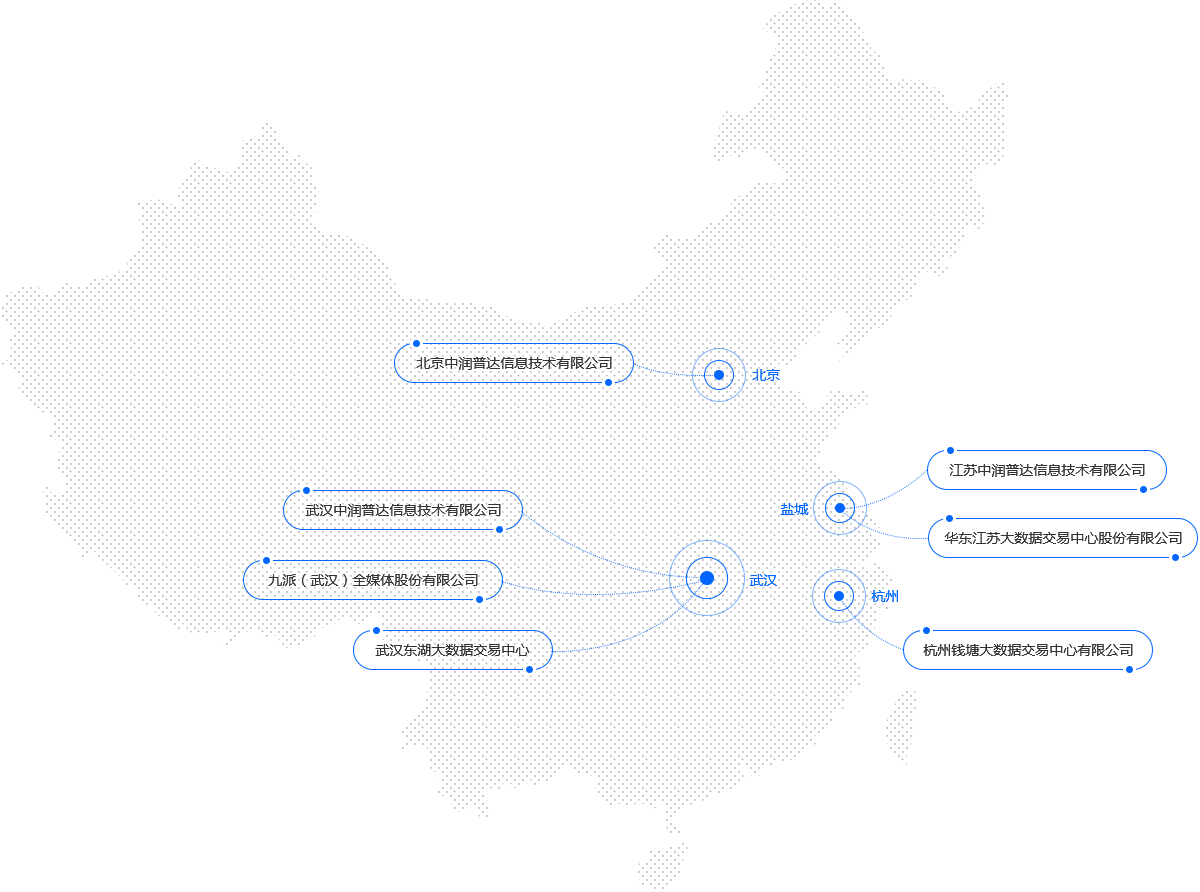 北京中润普达信息技术有限公司
北京
江苏中润普达信息技术有限公司
武汉中润普达信息技术有限公司
盐城
华东江苏大数据交易中心股份有限公司
九派（武汉）全媒体股份有限公司
武汉
杭州
武汉东湖大数据交易中心
杭州钱塘大数据交易中心有限公司